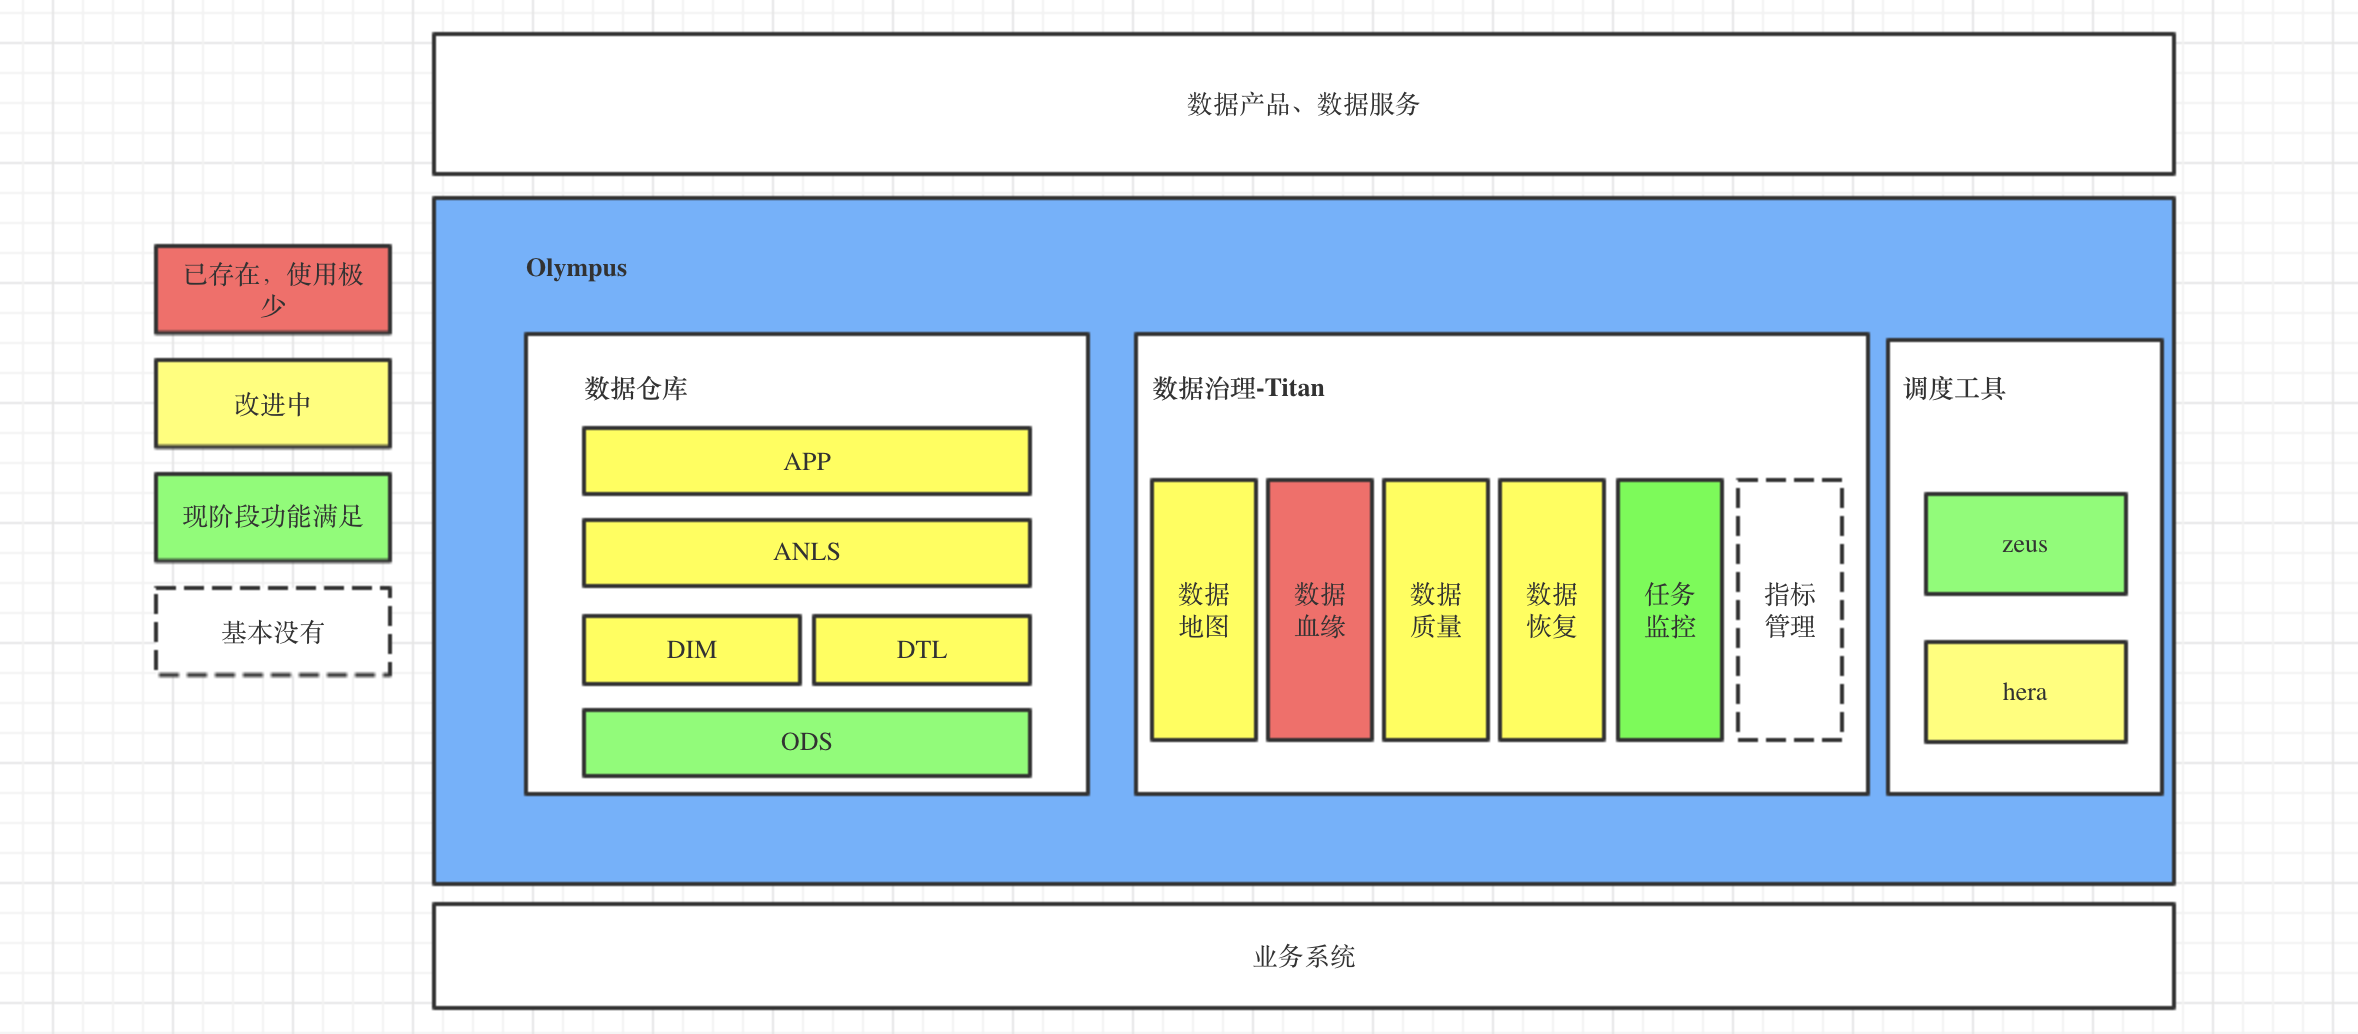 数据产品、数据服务
已存在，使用极
少
改进中
现阶段功能满足
基本没有
Olympus
数据仓库
APP
ANLS
DIM
DTL
ODS
数据治理-Titan
数据
地图
数据
血缘
数据
质量
数据
恢复
任务
监控
指标
管理
调度工具
zeus
hera
业务系统